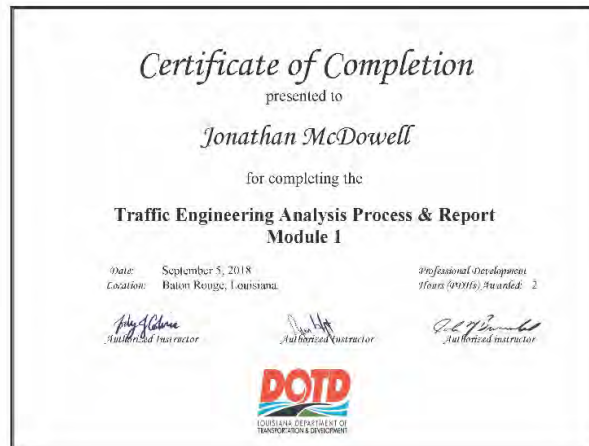 Certificate of Completion
presented to
Jonathan McDowell
for completing the
Traffic Engineering Analysis Process & Report
Module 1
Date: September 5, 2018
Location: Baton Rouge, Louisiana
Professional Development
Hours (PDHs) Awarded: 2
Authorized Instructor
Authorized Instructor
Authorized Instructor
DOTD
LOUISIANA DEPARTMENT OF
TRANSPORTATION & DEVELOPMENT